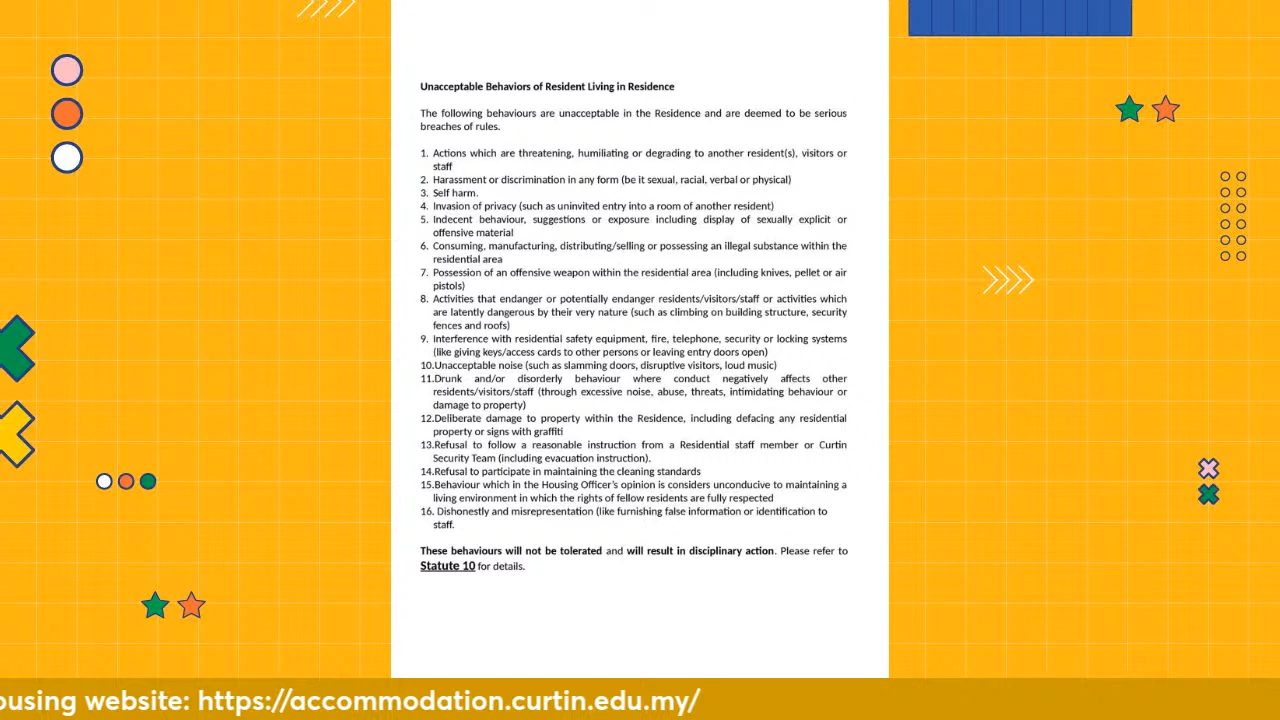 Unacceptable Behaviors of Resident Living in Residence
The following behaviours are unacceptable in the Residence and are deemed to be serious
breaches of rules.
1. Actions which are threatening, humiliating or degrading to another resident(s), visitors or
staff
2. Harassment or discrimination in any form (be it sexual, racial, verbal or physical)
3. Self harm.
4. Invasion of privacy (such as uninvited entry into a room of another resident)
5. Indecent behaviour, suggestions or exposure including display of sexually explicit or
offensive material
6. Consuming, manufacturing, distributing/selling or possessing an illegal substance within the
residential area
7. Possession of an offensive weapon within the residential area (including knives, pellet or air
pistols)
8. Activities that endanger or potentially endanger residents/visitors/staff or activities which
are latently dangerous by their very nature (such as climbing on building structure, security
fences and roofs)
9. Interference with residential safety equipment, fire, telephone, security or locking systems
(like giving keys/access cards to other persons or leaving entry doors open)
10.Unacceptable noise (such as slamming doors, disruptive visitors, loud music)
11.Drunk and/or disorderly behaviour where conduct negatively affects other
residents/visitors/staff (through excessive noise, abuse, threats, intimidating behaviour or
damage to property)
12.Deliberate damage to property within the Residence, including defacing any residential
property or signs with graffiti
13.Refusal to follow a reasonable instruction from a Residential staff member or Curtin
Security Team (including evacuation instruction).
14.Refusal to participate in maintaining the cleaning standards
15.Behaviour which in the Housing Officer's opinion is considers unconducive to maintaining a
living environment in which the rights of fellow residents are fully respected
16. Dishonestly and misrepresentation (like furnishing false information or identification to
staff.
These behaviours will not be tolerated and will result in disciplinary action. Please refer to
Statute 10 for details.
ousing website: https://accommodation.curtin.edu.my/